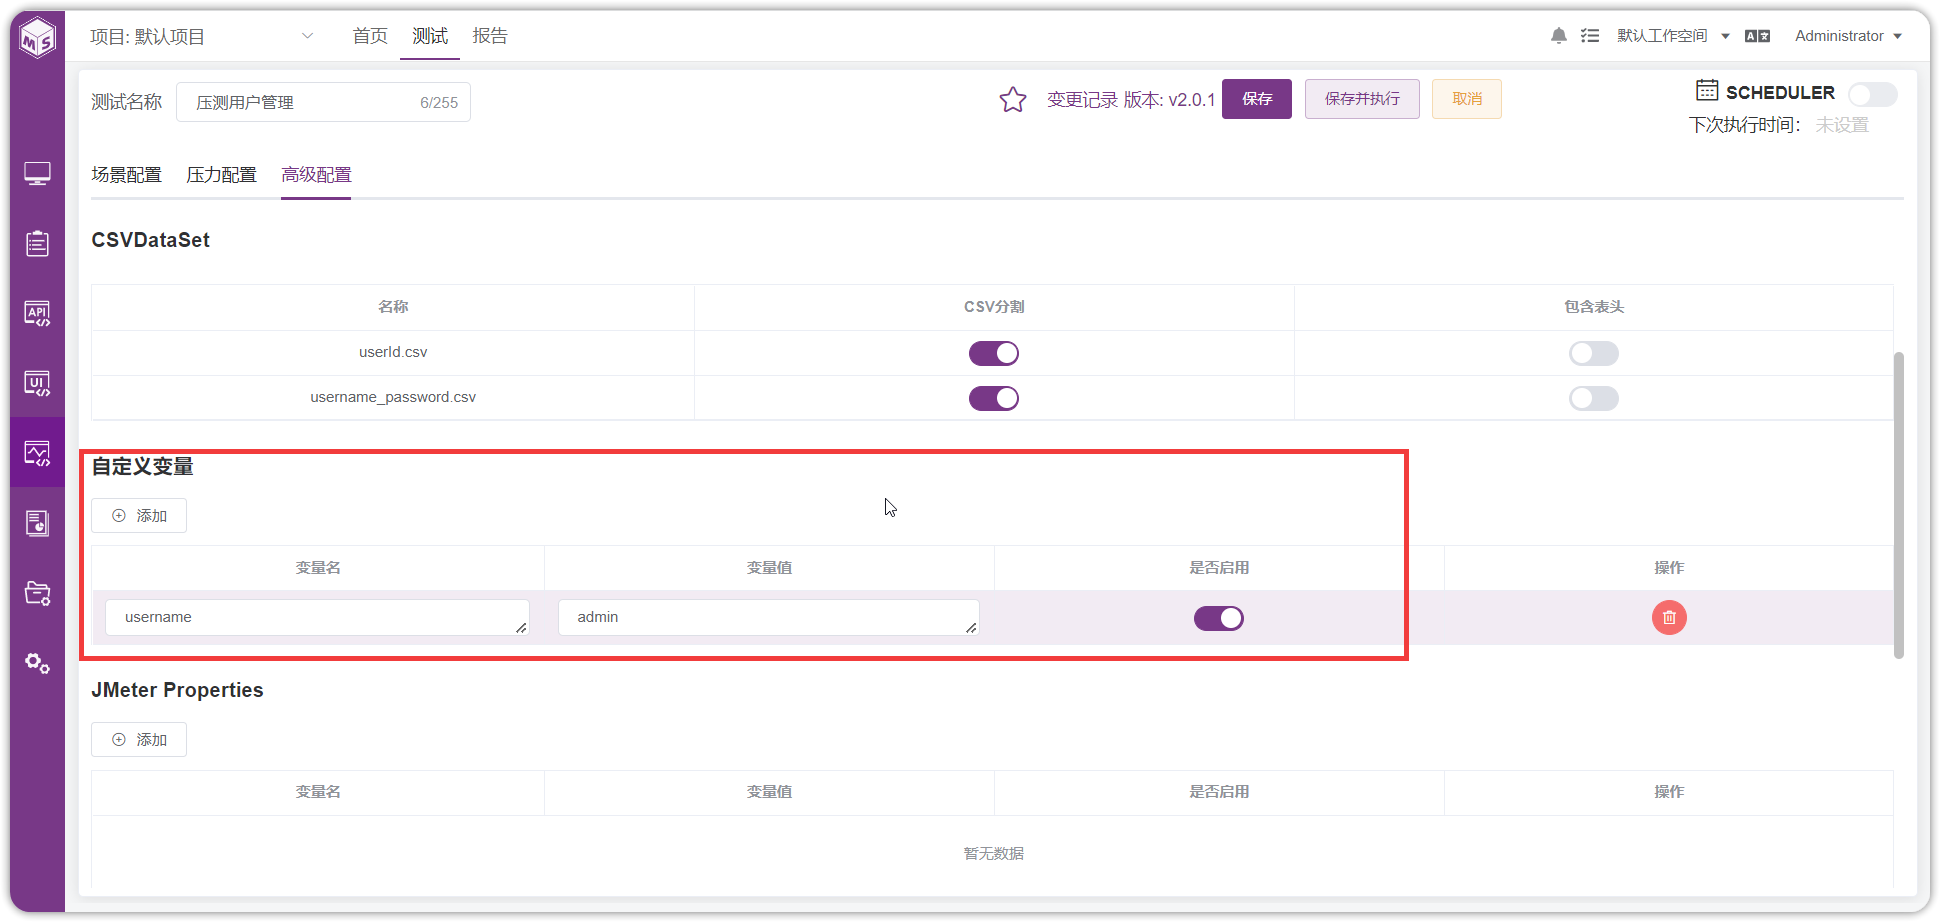 MS
项目: 默认项目
首页 测试 报告
默认工作空间
Administrator
测试名称 压测用户管理 6/255
变更记录 版本: v2.0.1 保存 保存并执行 取消
SCHEDULER
下次执行时间： 未设置
场景配置 压力配置 高级配置
API
UI
CSVDataSet
名称 CSV分割 包含表头
userId.csv
username_password.csv
自定义变量
添加
变量名 变量值 是否启用 操作
username admin
JMeter Properties
添加
变量名 变量值 是否启用 操作
暂无数据